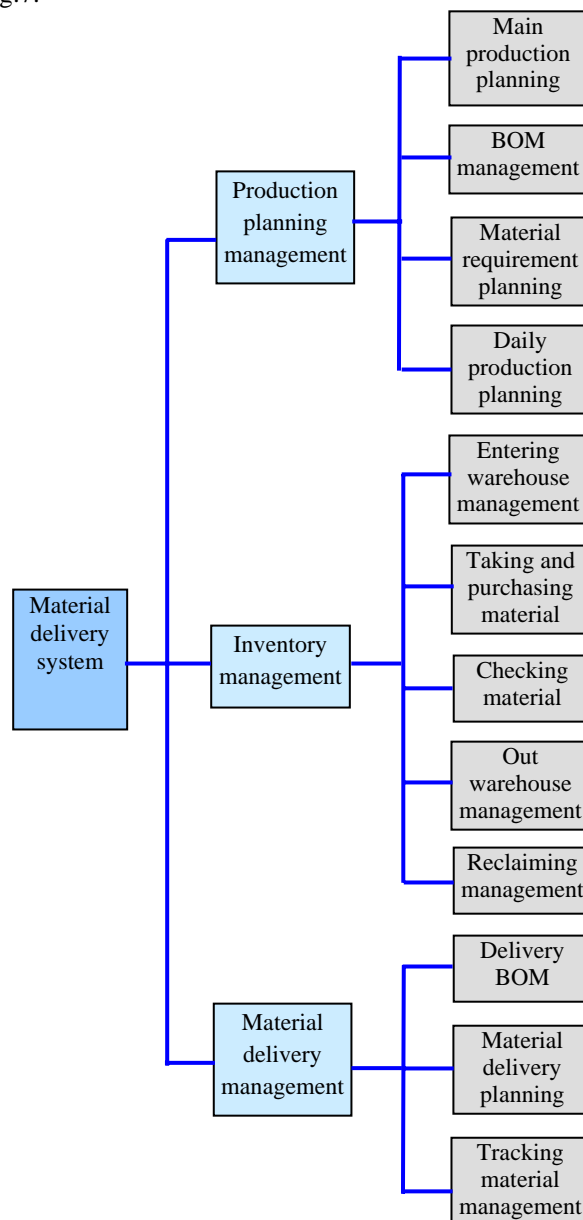 g.7.
Main
production
planning
BOM
management
Production
planning
management
Material
requirement
planning
Daily
production
planning
Entering
warehouse
management
Taking and
purchasing
material
Material
delivery
system
Inventory
management
Checking
material
Out
warehouse
management
Reclaiming
management
Delivery
BOM
Material
delivery
management
Material
delivery
planning
Tracking
material
management